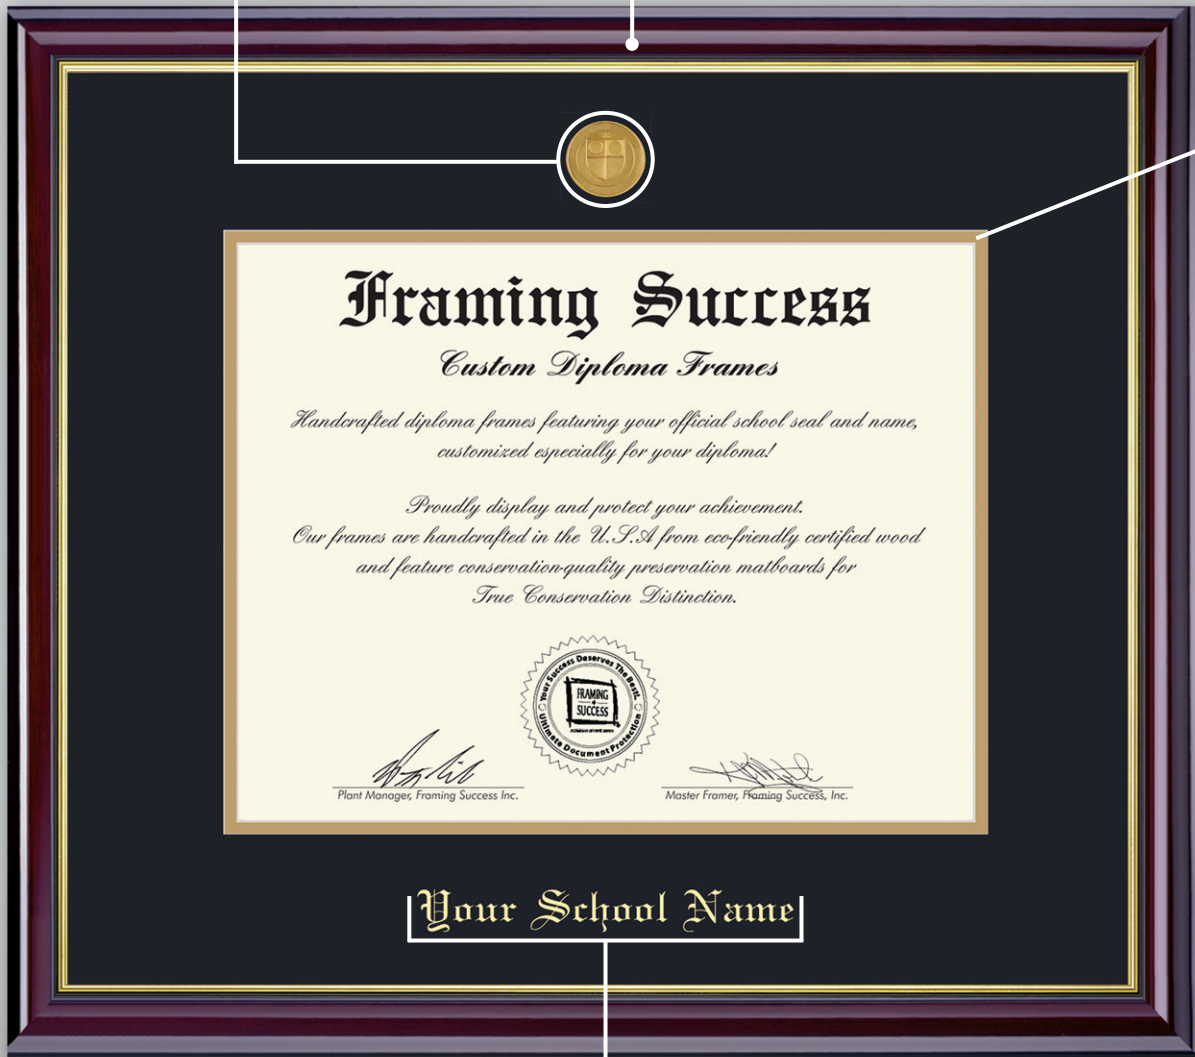 Framing Success
Custom Diploma Frames
Handcrafted diploma frames featuring your official school seal and name,
customized especially for your diploma!
Proudly display and protect your achievement.
Our frames are handcrafted in the U.S.A from eco-friendly certified wood
and feature conservation-quality preservation matboards for
True Conservation Distinction.
Your Success Deserves The Best!
FRAMING
SUCCESS
Ultimate Document Protection
Plant Manager, Framing Success Inc.
Master Framer, Framing Success, Inc.
Your School Name